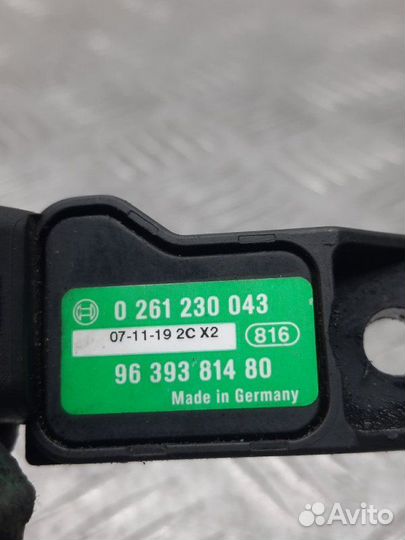 0 261 230 043
07-11-19 2C X2
816
96 393 814 80
Made in Germany
Avito